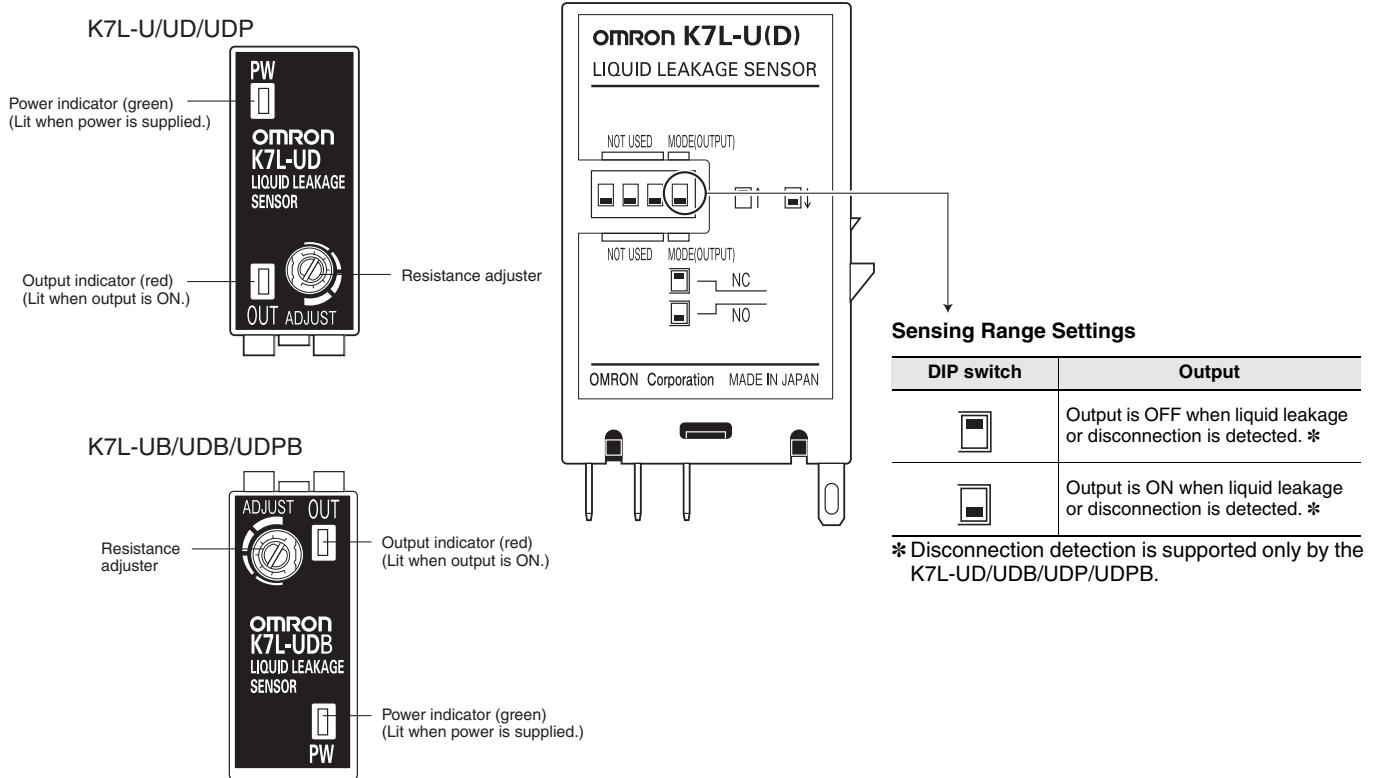 K7L-U/UD/UDP
PW
Power indicator (green)
(Lit when power is supplied.)
OMRON
K7L-UD
LIQUID LEAKAGE
SENSOR
Output indicator (red)
(Lit when output is ON.)
Resistance adjuster
OUT ADJUST
K7L-UB/UDB/UDPB
ADJUST OUT
Resistance
adjuster
Output indicator (red)
(Lit when output is ON.)
OMRON
K7L-UDB
LIQUID LEAKAGE
SENSOR
Power indicator (green)
(Lit when power is supplied.)
PW
OMRON K7L-U(D)
LIQUID LEAKAGE SENSOR
NOT USED MODE(OUTPUT)
NOT USED MODE(OUTPUT)
NC
NO
OMRON Corporation MADE IN JAPAN
Sensing Range Settings
DIP switch Output
Output is OFF when liquid leakage
or disconnection is detected. ✻
Output is ON when liquid leakage
or disconnection is detected. ✻
✻ Disconnection detection is supported only by the
K7L-UD/UDB/UDP/UDPB.